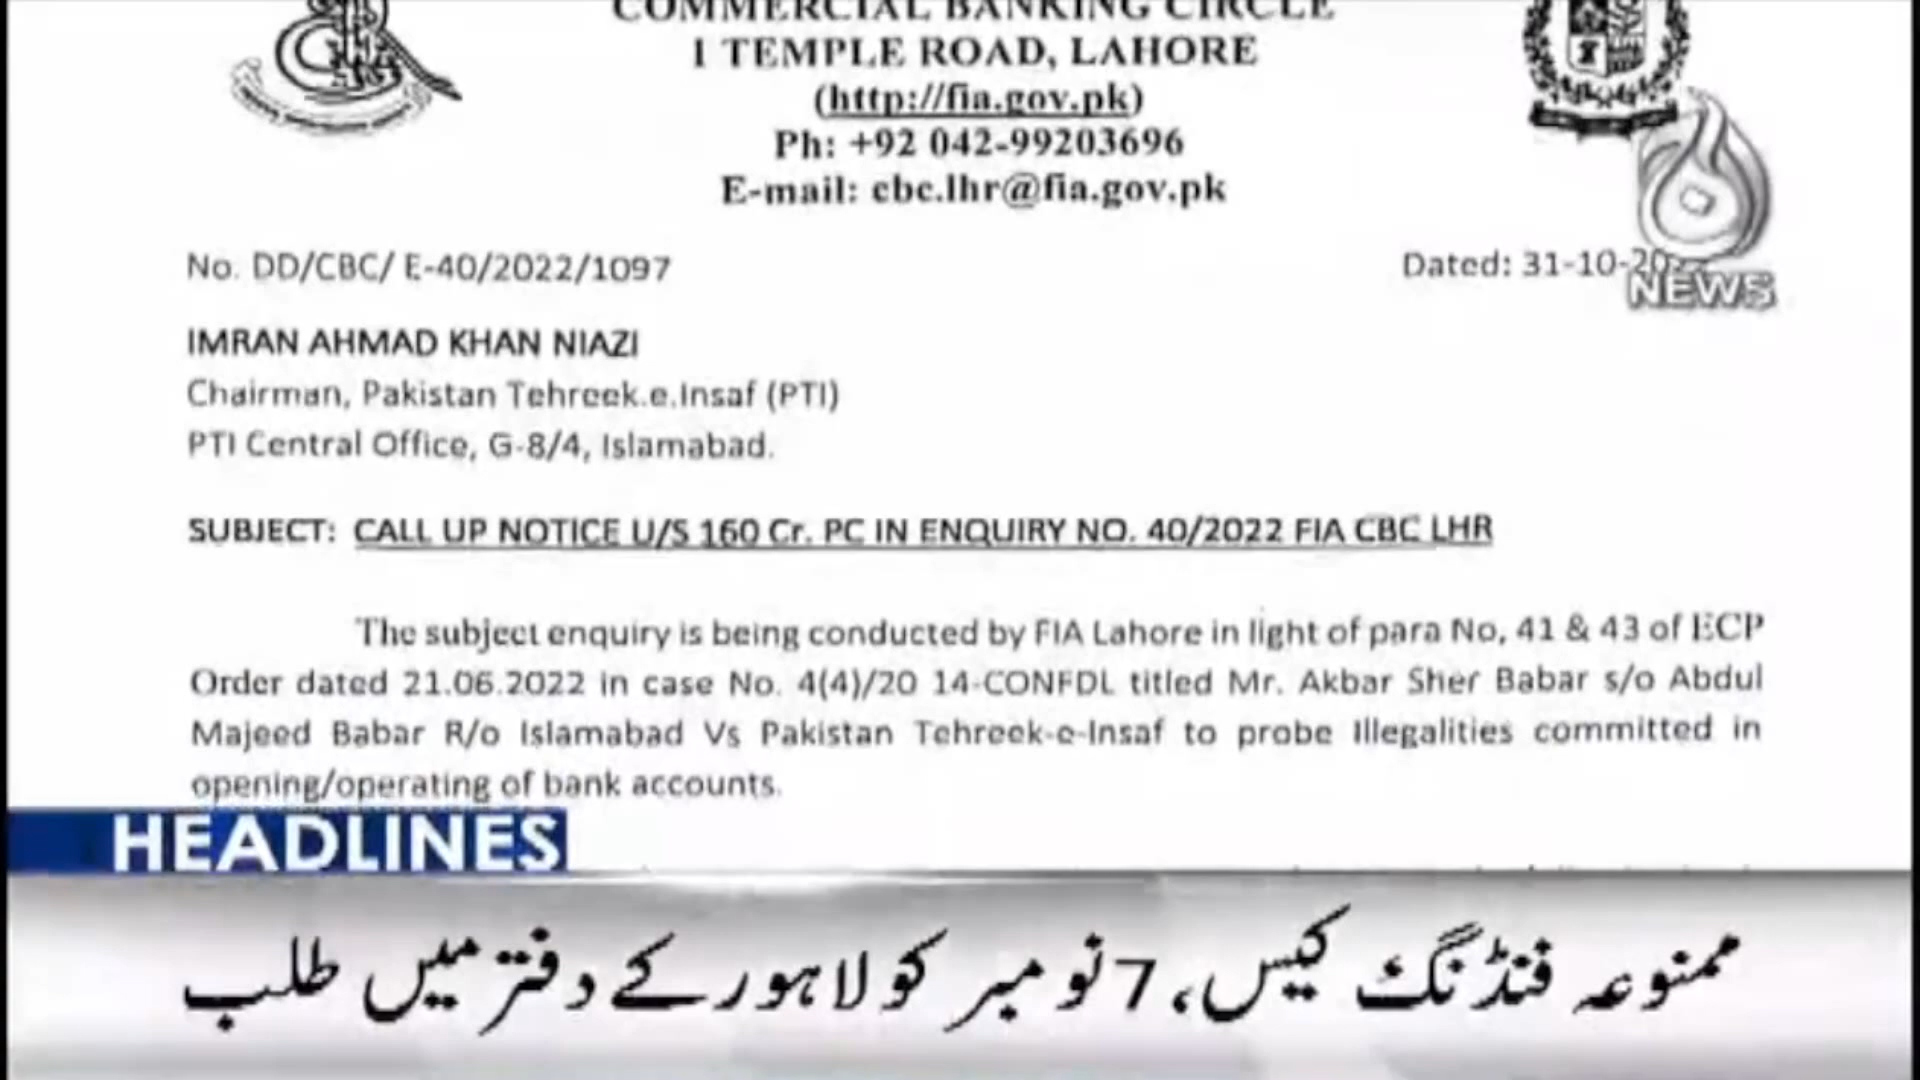 COMMERCIAL BANKING CIRCLE
1 TEMPLE ROAD, LAHORE
(http://fia.gov.pk)
Ph: +92 042-99203696
E-mail: cbc.lhr@fia.gov.pk
No. DD/CBC/ E-40/2022/1097
Dated: 31-10-20
NEWS
IMRAN AHMAD KHAN NIAZI
Chairman, Pakistan Tehreek.e.Insaf (PTI)
PTI Central Office, G-8/4, Islamabad.
SUBJECT: CALL UP NOTICE U/S 160 Cr. PC IN ENQUIRY NO. 40/2022 FIA CBC LHR
The subject enquiry is being conducted by FIA Lahore in light of para No, 41 & 43 of ECP
Order dated 21.06.2022 in case No. 4(4)/20 14-CONFDL titled Mr. Akbar Sher Babar s/o Abdul
Majeed Babar R/o Islamabad Vs Pakistan Tehreek-e-Insaf to probe Illegalities committed in
opening/operating of bank accounts.
HEADLINES
ممنوعہ فنڈنگ کیس، 7 نومبر کو لاہور کے دفتر میں طلب